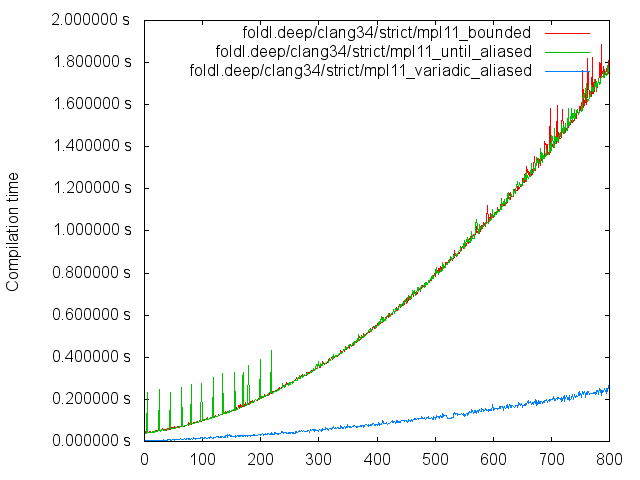 2.000000 s
1.800000 s
1.600000 s
1.400000 s
1.200000 s
1.000000 s
0.800000 s
0.600000 s
0.400000 s
0.200000 s
0.000000 s
Compilation time
foldl.deep/clang34/strict/mpl11_bounded
foldl.deep/clang34/strict/mpl11_until_aliased
foldl.deep/clang34/strict/mpl11_variadic_aliased
0 100 200 300 400 500 600 700 800